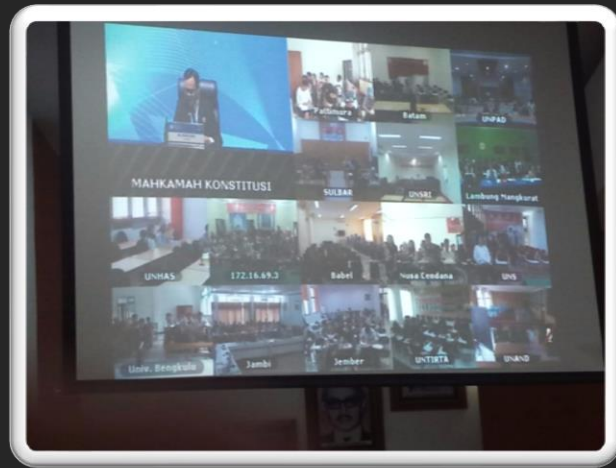 Pattimura
Batam
UNPAD
MAHKAMAH KONSTITUSI
SULBAR
UNSRI
Lambung Mangkurat
UNHAS
172.16.69.3
Babel
Nusa Cendana
UNS
Univ. Bengkulu
Jambi
Jember
UNTIRTA
UNAND